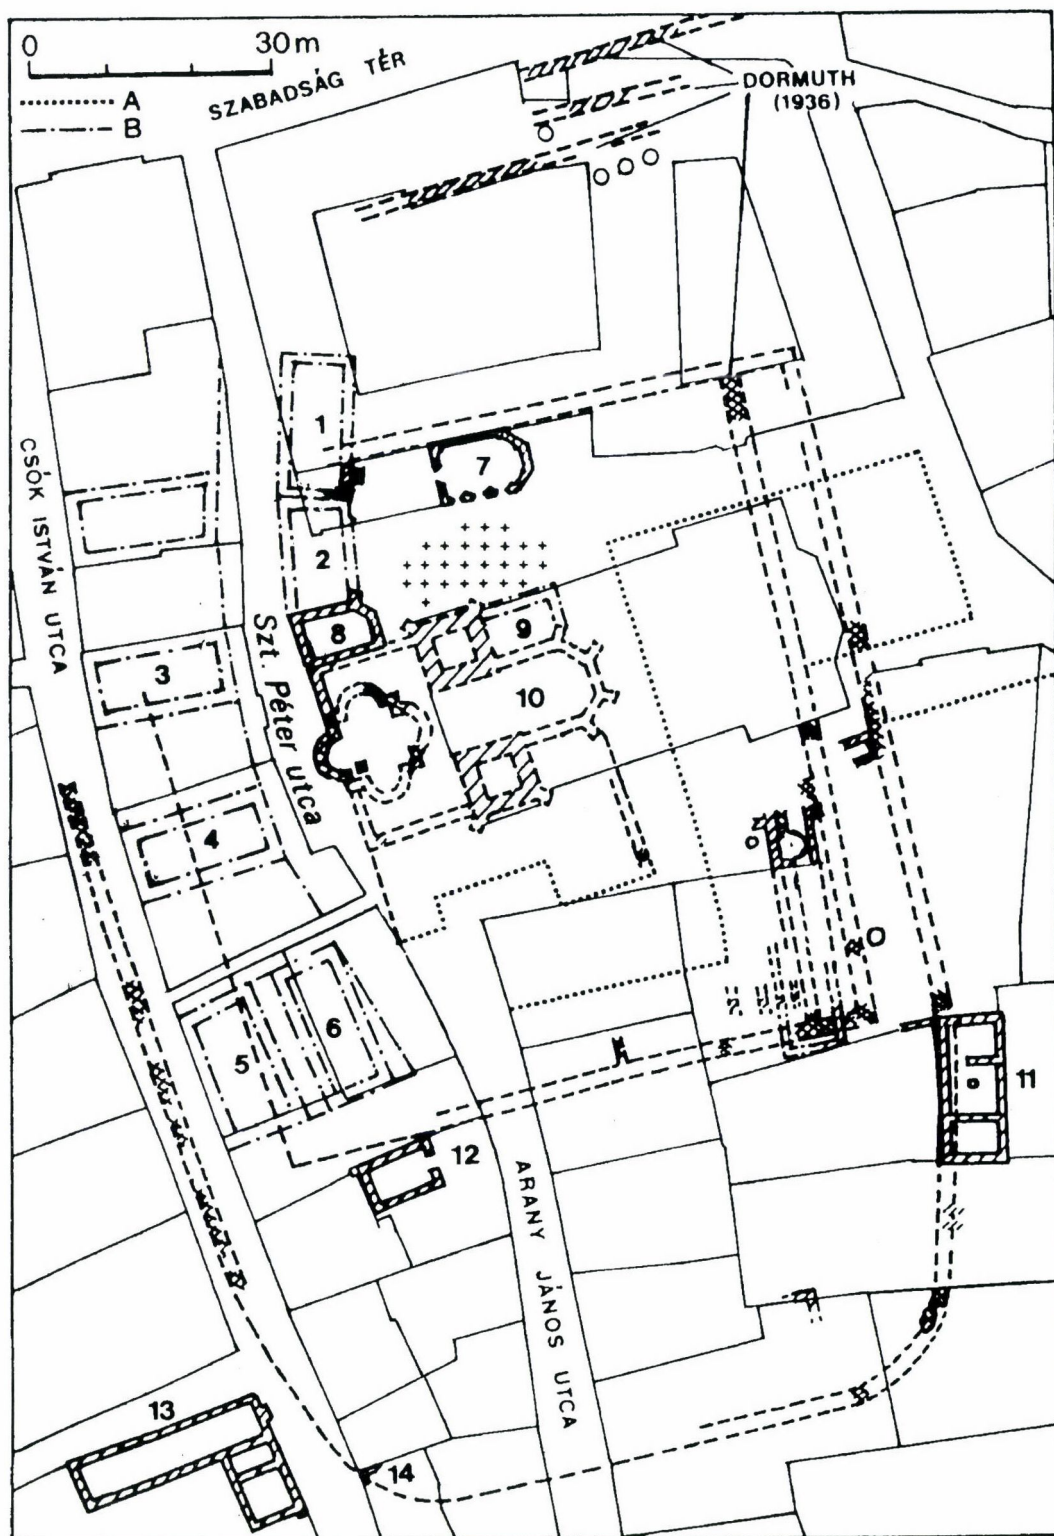 0 30m
SZABADSÁG TÉR
A
B
DORMUTH
(1936)
1
7
CSÓK ISTVÁN UTCA
2
Szt. Péter utca
8
9
3
10
4
6
5
11
12
ARANY JÁNOS UTCA
13
14